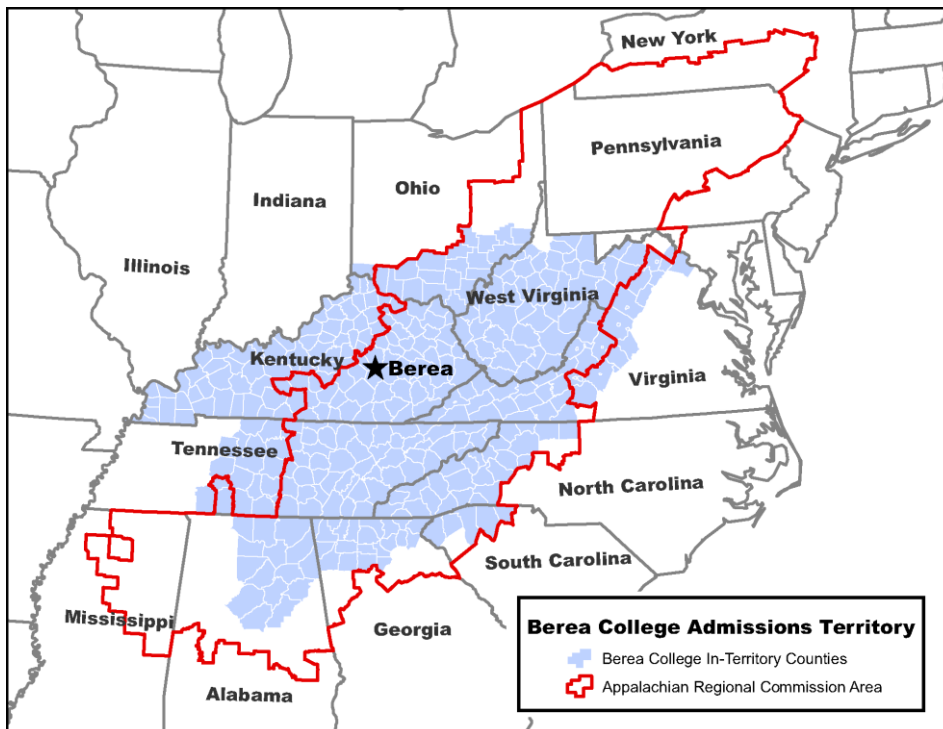 New York
Pennsylvania
Ohio
Indiana
Illinois
West Virginia
Kentucky
Berea
Virginia
Tennessee
North Carolina
South Carolina
Mississippi
Georgia
Alabama
Berea College Admissions Territory
Berea College In-Territory Counties
Appalachian Regional Commission Area